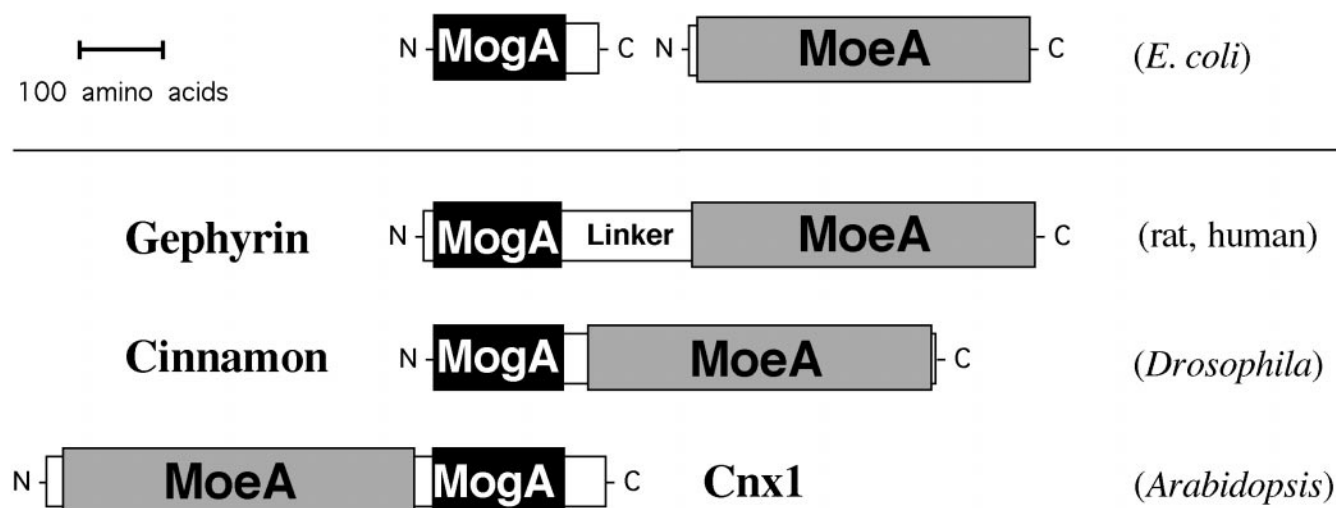 N MogA C N MoeA C (E. coli)
100 amino acids
Gephyrin N MogA Linker MoeA C (rat, human)
Cinnamon N MogA MoeA C (Drosophila)
N MoeA MogA C Cnx1 (Arabidopsis)